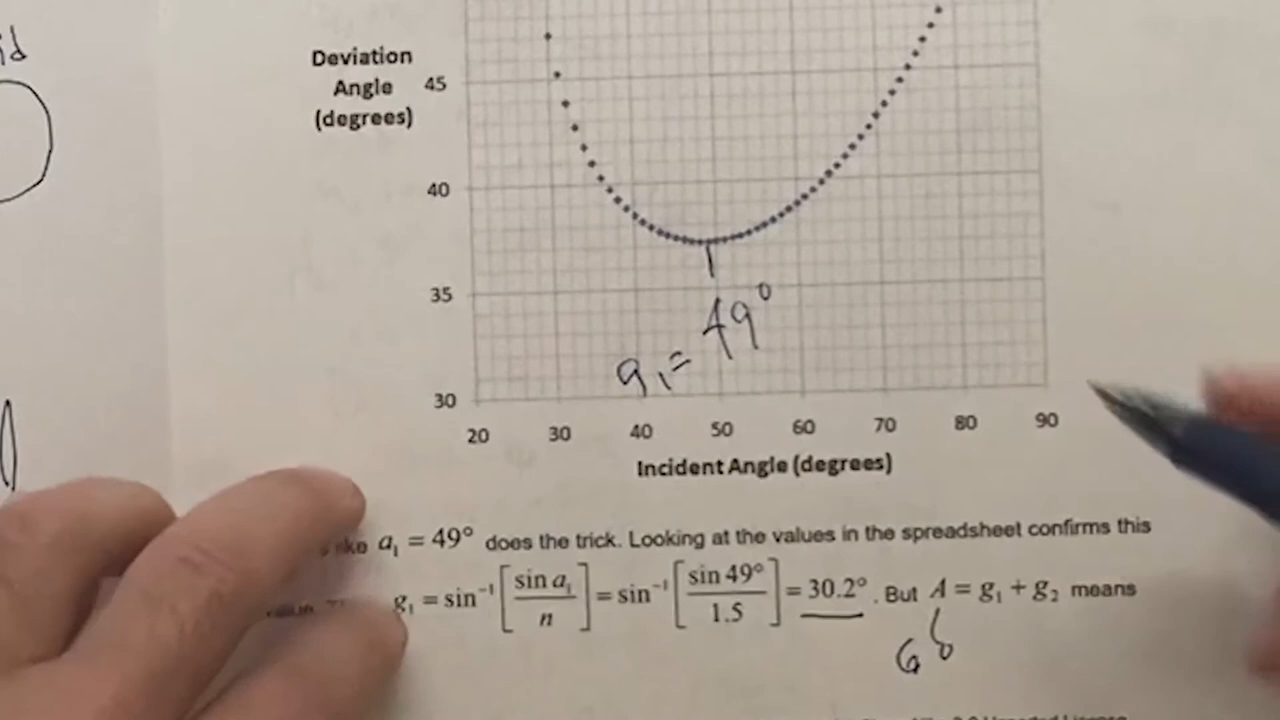 id
Deviation
Angle
(degrees)
45
40
35
30
20 30 40 50 60 70 80 90
a₁ = 49°
Incident Angle (degrees)
a₁ = 49° does the trick. Looking at the values in the spreadsheet confirms this
g₁ = sin⁻¹[sin a₁ / n] = sin⁻¹[sin 49° / 1.5] = 30.2°. But A = g₁ + g₂ means